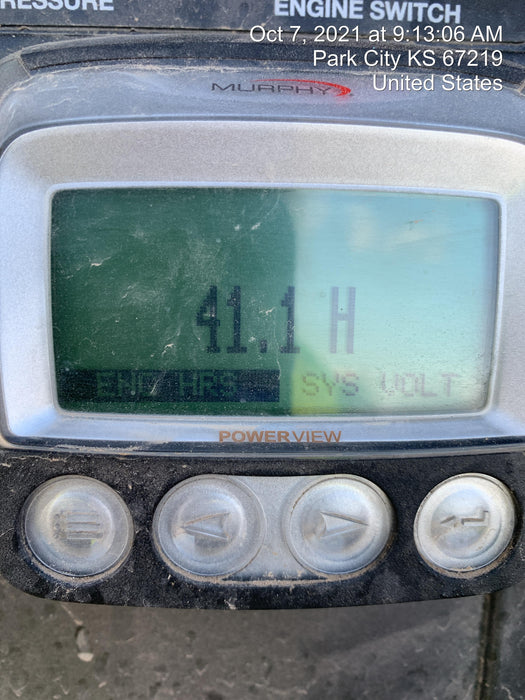 PRESSURE
ENGINE SWITCH
Oct 7, 2021 at 9:13:06 AM
Park City KS 67219
United States
MURPHY
41.1 H
ENG HRS
SYS VOLT
POWERVIEW